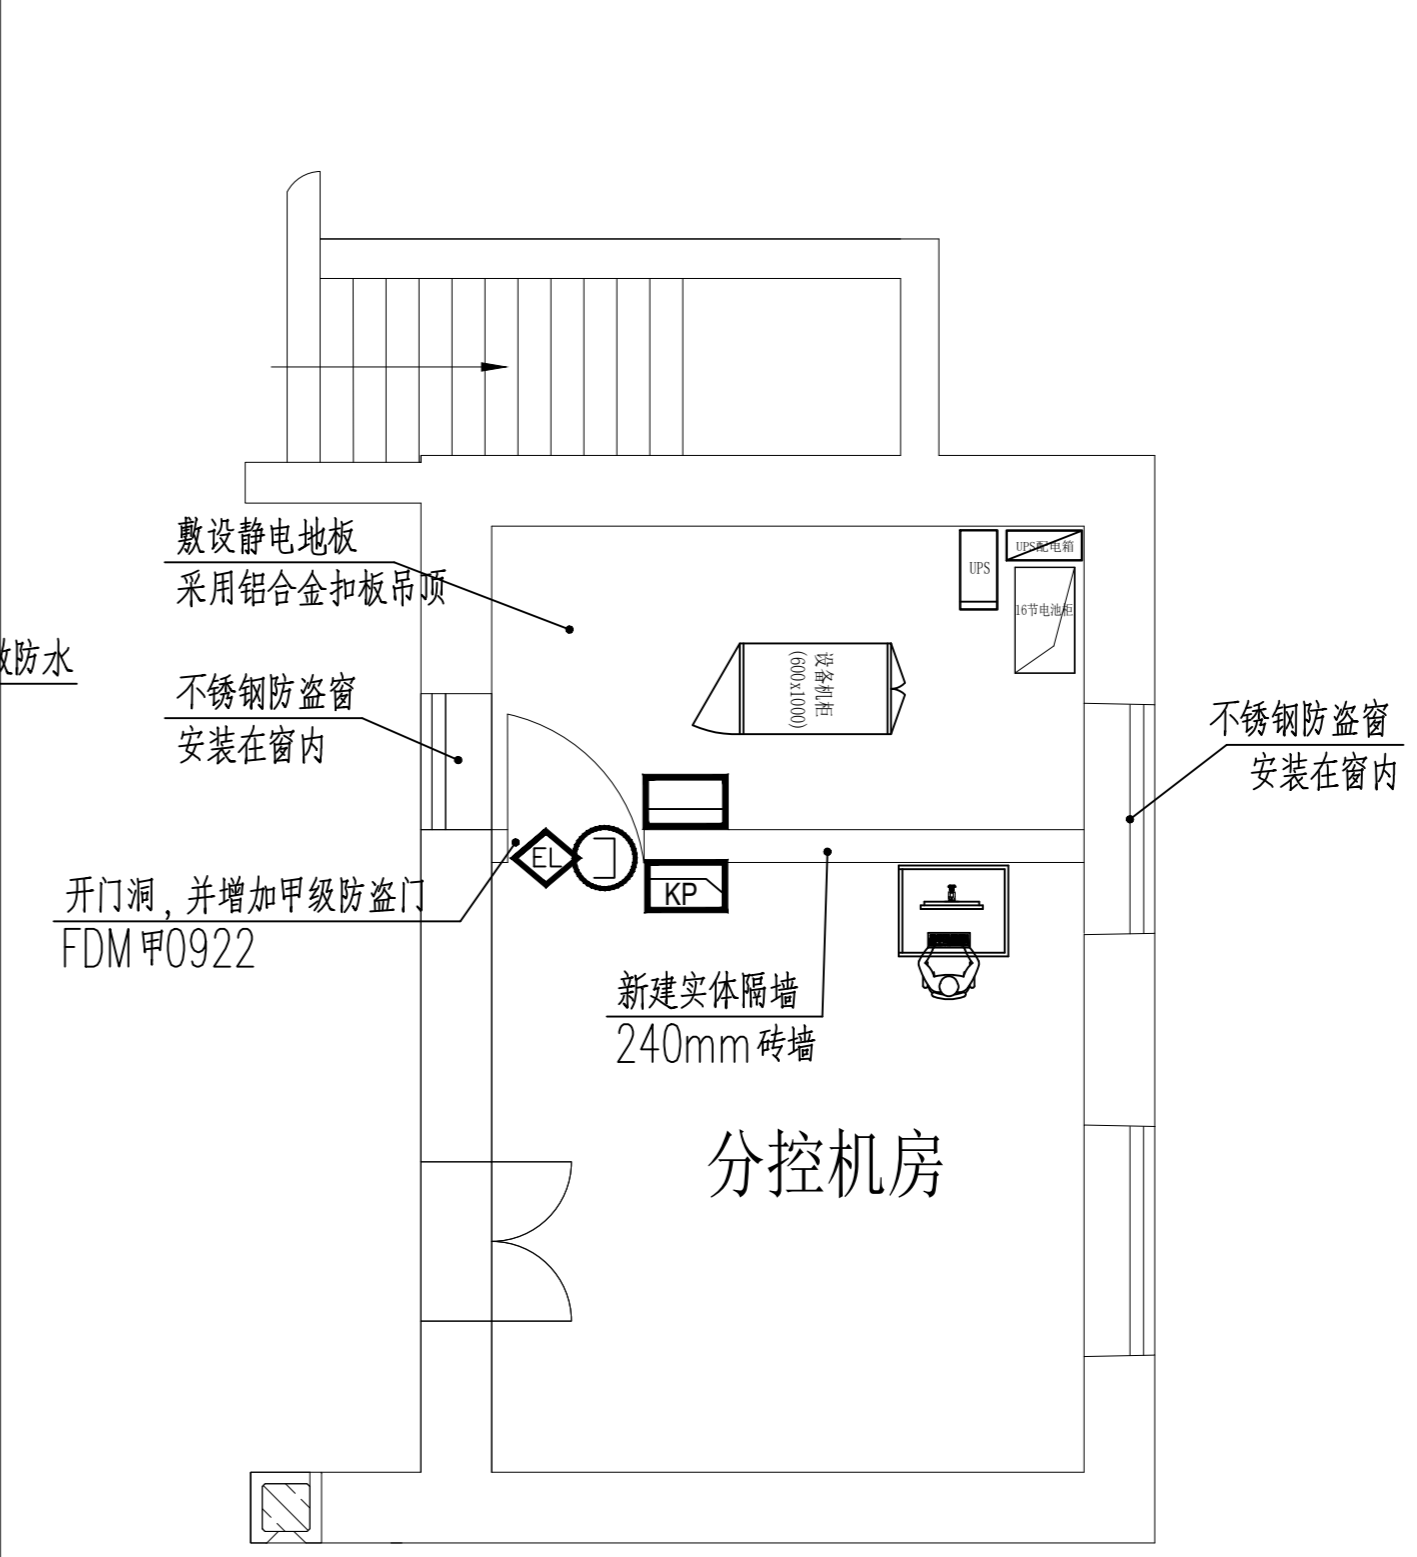 敷设静电地板
采用铝合金扣板吊顶
UPS
UPS配电箱
16节电池柜
防水
不锈钢防盗窗
安装在窗内
设备机柜
(600x1000)
不锈钢防盗窗
安装在窗内
EL
KP
开门洞,并增加甲级防盗门
FDM甲0922
新建实体隔墙
240mm砖墙
分控机房